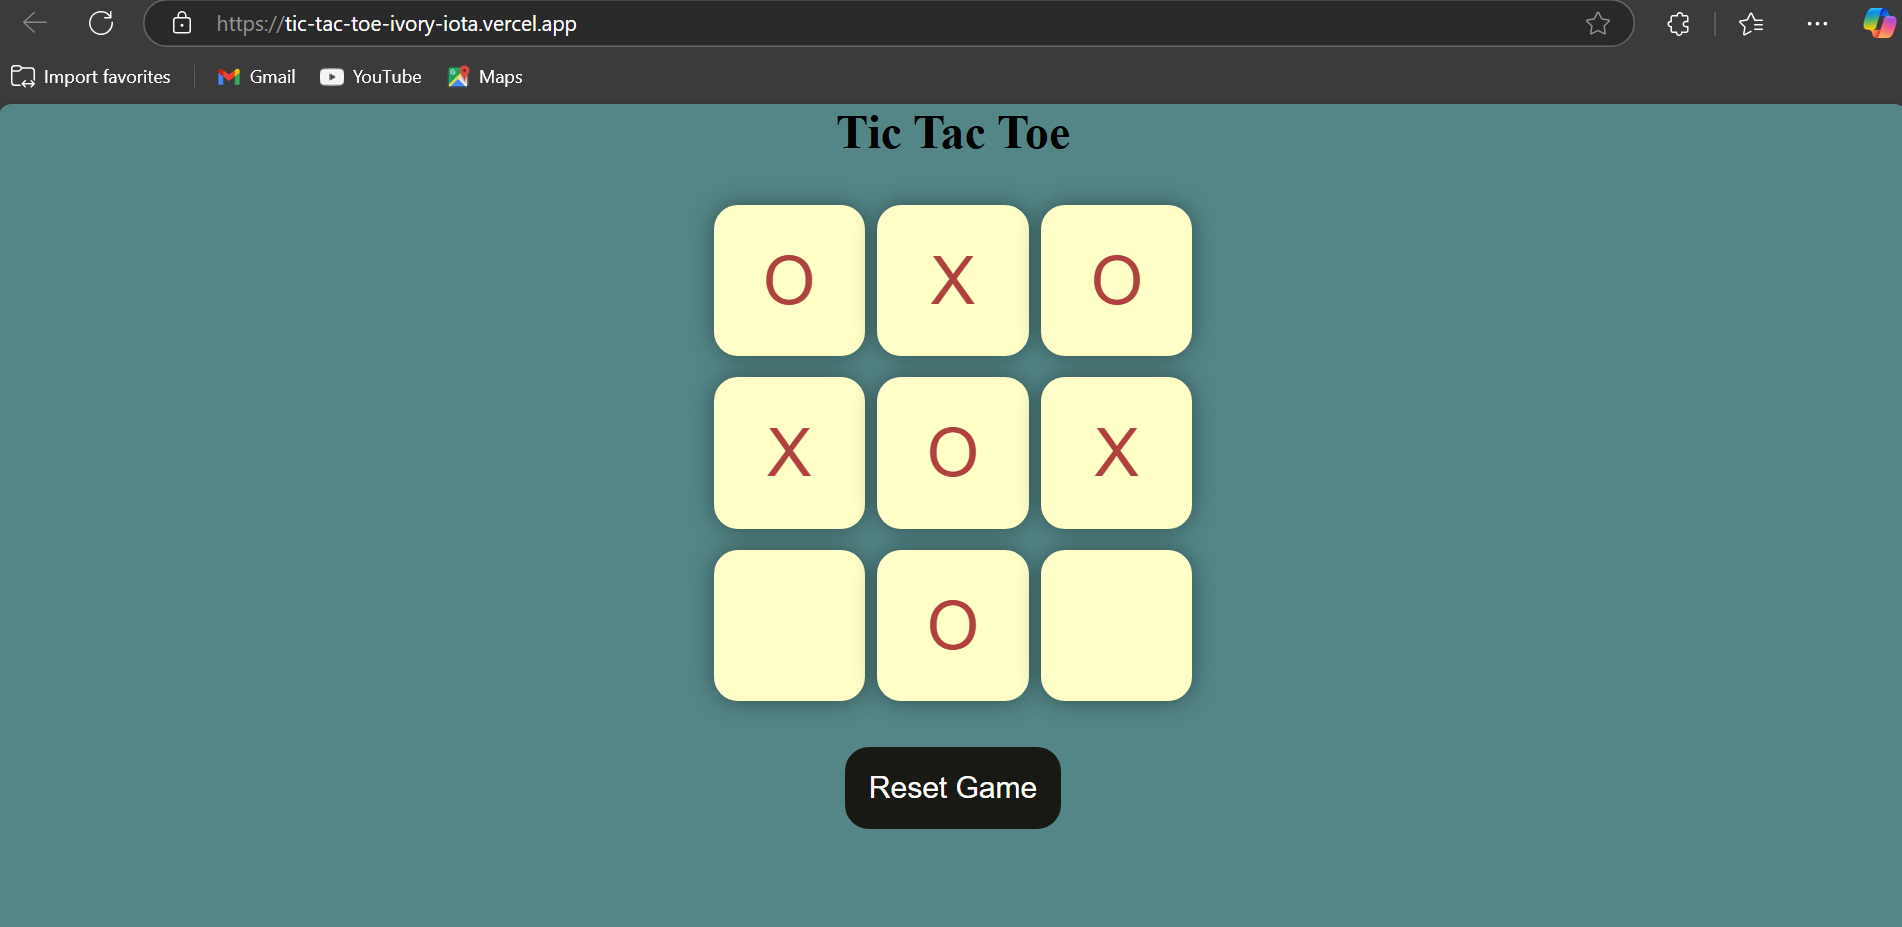 https://tic-tac-toe-ivory-iota.vercel.app
Import favorites Gmail YouTube Maps
Tic Tac Toe
O X O
X O X
O
Reset Game